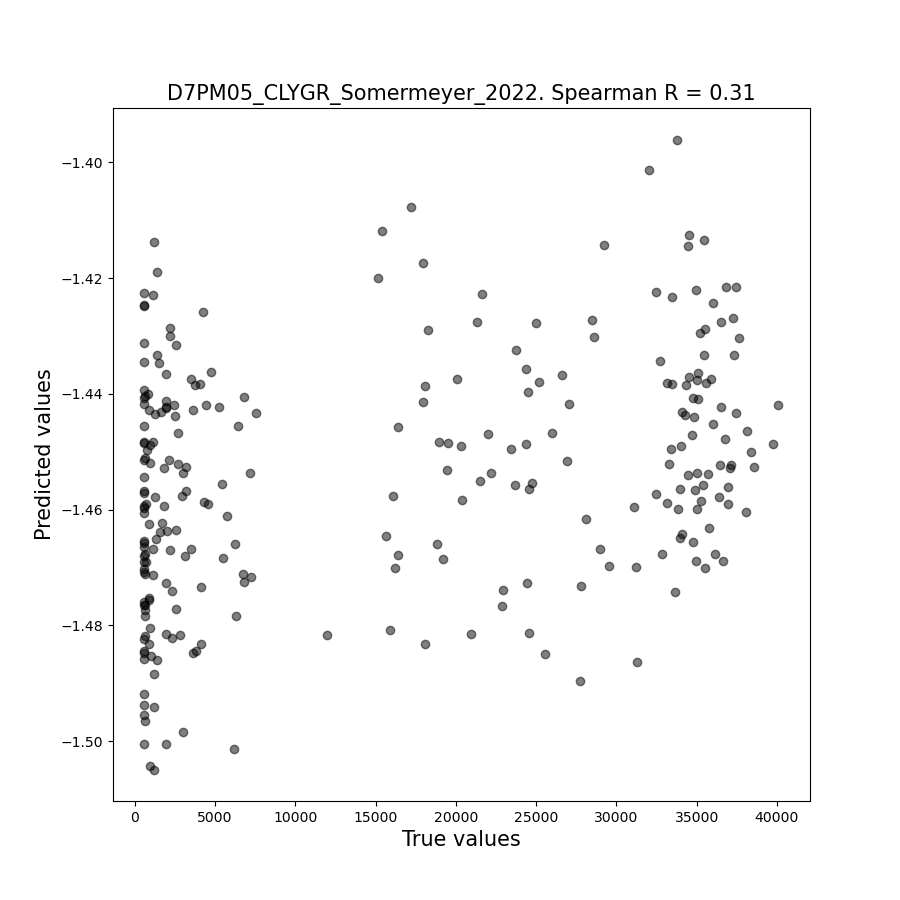 D7PM05_CLYGR_Somermeyer_2022. Spearman R = 0.31
−1.40
−1.42
−1.44
−1.46
−1.48
−1.50
Predicted values
0 5000 10000 15000 20000 25000 30000 35000 40000
True values